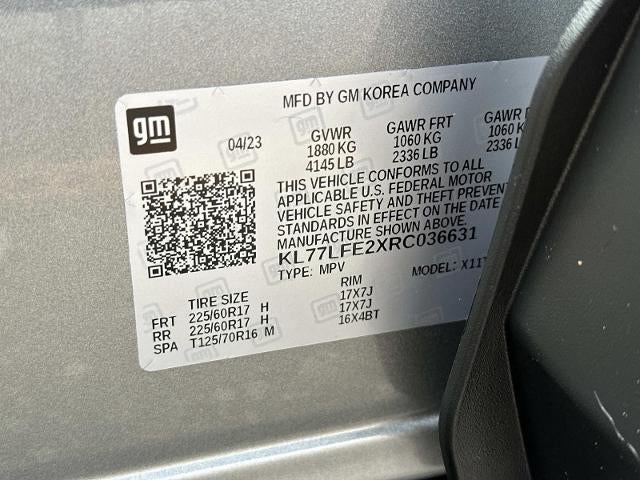 MFD BY GM KOREA COMPANY
gm
04/23
GVWR GAWR FRT GAWR
1880 KG 1060 KG 1060
4145 LB 2336 LB 2336 LB
THIS VEHICLE CONFORMS TO ALL
APPLICABLE U.S. FEDERAL MOTOR
VEHICLE SAFETY AND THEFT PREVENT
STANDARDS IN EFFECT ON THE DATE
MANUFACTURE SHOWN ABOVE.
KL77LFE2XRC036631
TYPE: MPV MODEL:
TIRE SIZE RIM
FRT 225/60R17 H 17X7J
RR 225/60R17 H 17X7J
SPA T125/70R16 M 16X4BT